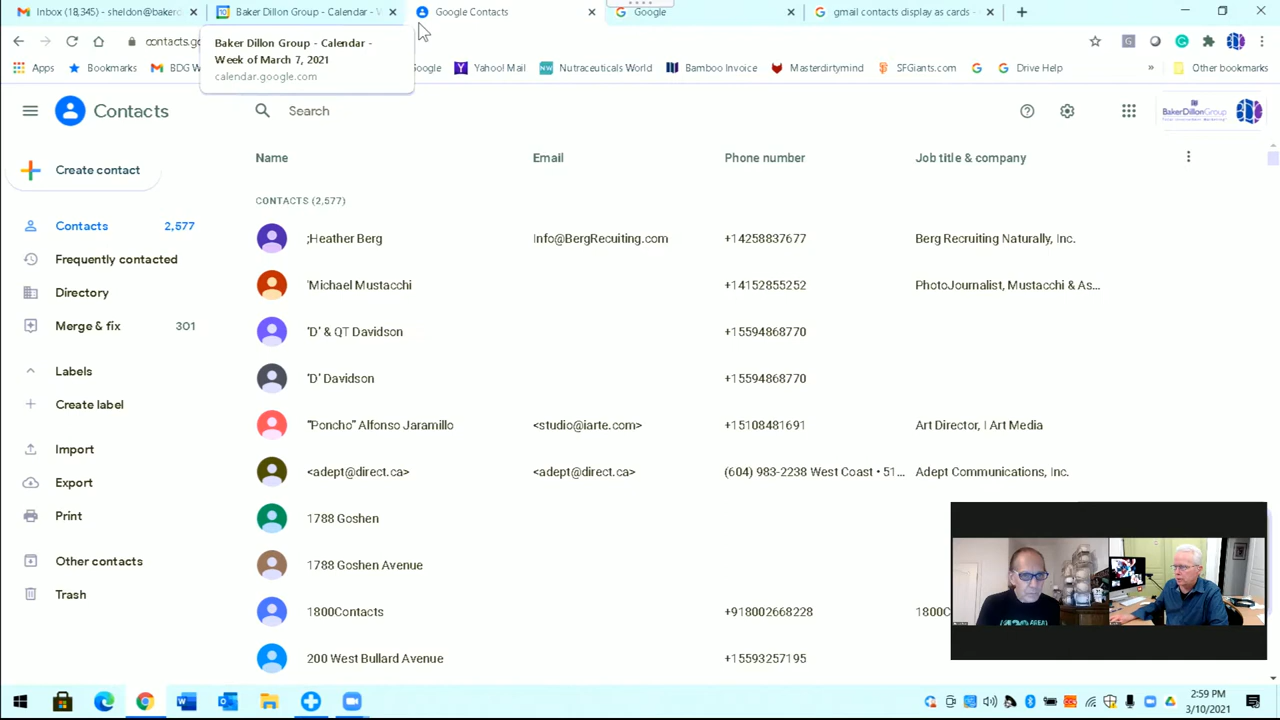 Inbox (18,345) - sheldon@bakerd
Baker Dillon Group - Calendar - W
Google Contacts
Google
gmail contacts display as cards -
contacts.go
Baker Dillon Group - Calendar -
Week of March 7, 2021
calendar.google.com
Apps
Bookmarks
BDG W
Google
Yahoo! Mail
Nutraceuticals World
Bamboo Invoice
Masterdirtymind
SFGiants.com
Drive Help
»
Other bookmarks
Contacts
Search
BakerDillonGroup
Create contact
Name
Email
Phone number
Job title & company
Contacts 2,577
CONTACTS (2,577)
Frequently contacted
Directory
Merge & fix 301
Labels
Create label
Import
Export
Print
Other contacts
Trash
;Heather Berg Info@BergRecuiting.com +14258837677 Berg Recruiting Naturally, Inc.
'Michael Mustacchi +14152855252 PhotoJournalist, Mustacchi & As...
'D' & QT Davidson +15594868770
'D' Davidson +15594868770
"Poncho" Alfonso Jaramillo <studio@iarte.com> +15108481691 Art Director, I Art Media
<adept@direct.ca> <adept@direct.ca> (604) 983-2238 West Coast • 51... Adept Communications, Inc.
1788 Goshen
1788 Goshen Avenue
1800Contacts +918002668228 1800C
200 West Bullard Avenue +15593257195
2:59 PM
3/10/2021